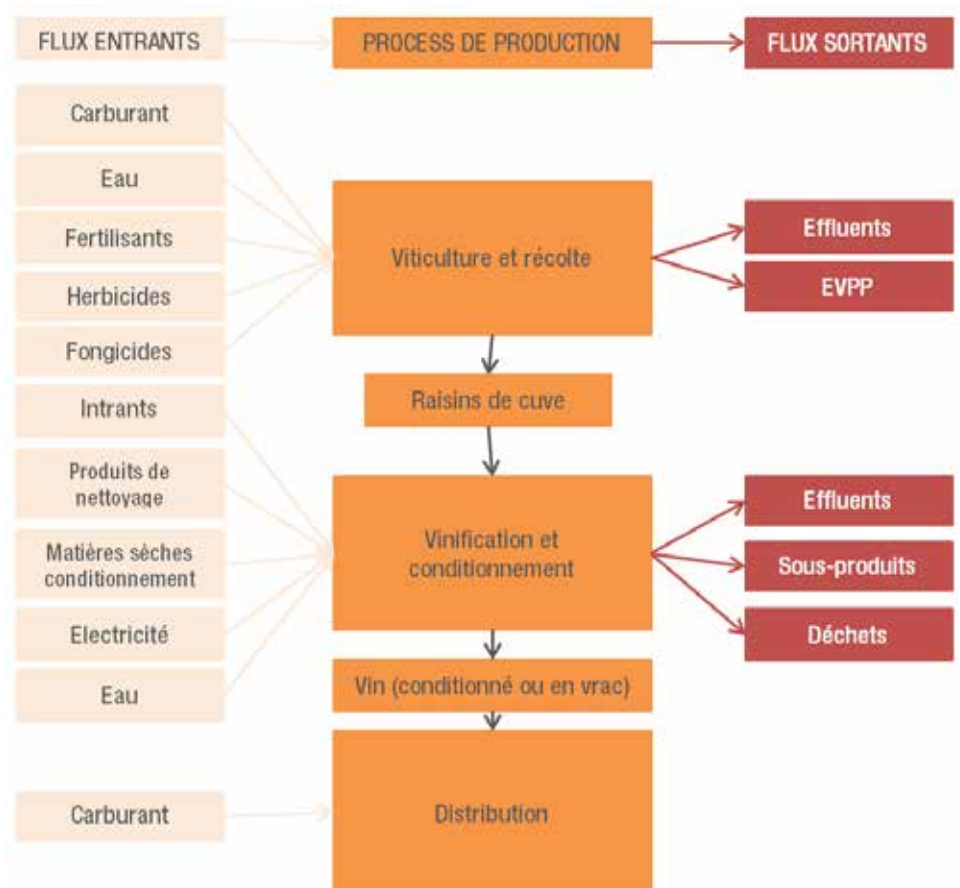 FLUX ENTRANTS
PROCESS DE PRODUCTION
FLUX SORTANTS
Carburant
Eau
Fertilisants
Herbicides
Fongicides
Intrants
Produits de
nettoyage
Matières sèches
conditionnement
Electricité
Eau
Carburant
Viticulture et récolte
Raisins de cuve
Vinification et
conditionnement
Vin (conditionné ou en vrac)
Distribution
Effluents
EVPP
Effluents
Sous-produits
Déchets